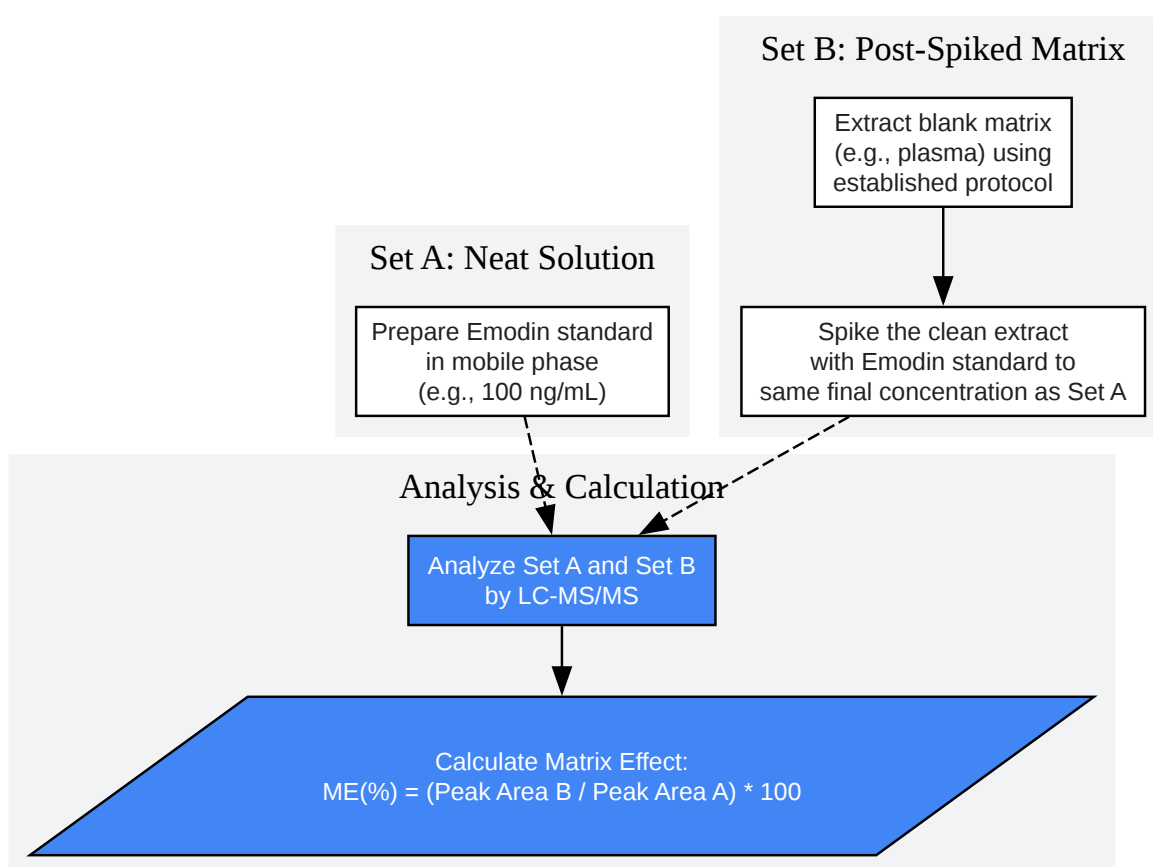 Set B: Post-Spiked Matrix
Extract blank matrix
(e.g., plasma) using
established protocol
Set A: Neat Solution
Prepare Emodin standard
in mobile phase
(e.g., 100 ng/mL)
Spike the clean extract
with Emodin standard to
same final concentration as Set A
Analysis & Calculation
Analyze Set A and Set B
by LC-MS/MS
Calculate Matrix Effect:
ME(%) = (Peak Area B / Peak Area A) * 100